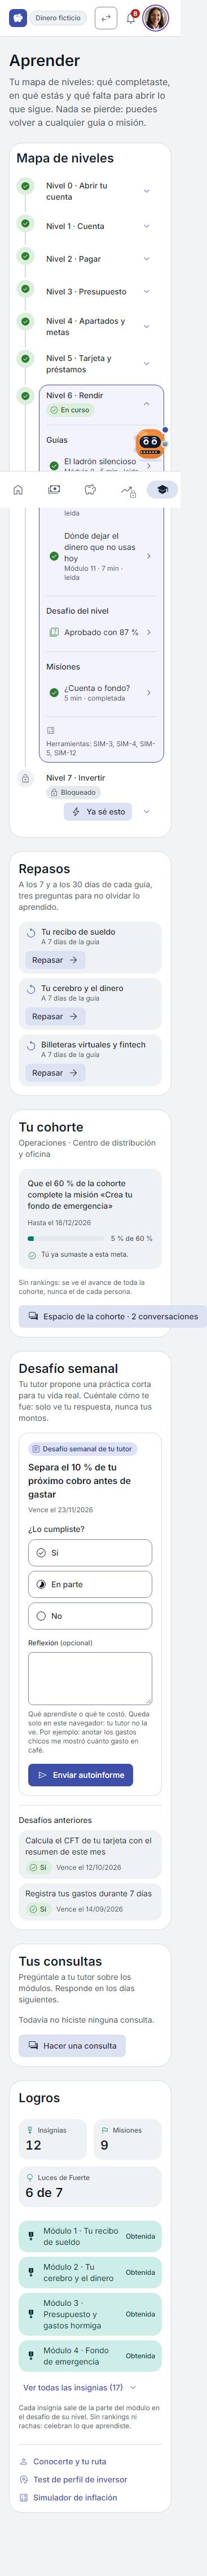 Dinero ficticio
8
Aprender
Tu mapa de niveles: qué completaste,
en qué estás y qué falta para abrir lo
que sigue. Nada se pierde: puedes
volver a cualquier guía o misión.
Mapa de niveles
Nivel 0 · Abrir tu
cuenta
Nivel 1 · Cuenta
Nivel 2 · Pagar
Nivel 3 · Presupuesto
Nivel 4 · Apartados y
metas
Nivel 5 · Tarjeta y
préstamos
Nivel 6 · Rendir
En curso
Guías
El ladrón silencioso
leída
Dónde dejar el
dinero que no usas
hoy
Módulo 11 · 7 min ·
leída
Desafío del nivel
Aprobado con 87 %
Misiones
¿Cuenta o fondo?
5 min · completada
Herramientas: SIM-3, SIM-4, SIM-
5, SIM-12
Nivel 7 · Invertir
Bloqueado
Ya sé esto
Repasos
A los 7 y a los 30 días de cada guía,
tres preguntas para no olvidar lo
aprendido.
Tu recibo de sueldo
A 7 días de la guía
Repasar
Tu cerebro y el dinero
A 7 días de la guía
Repasar
Billeteras virtuales y fintech
A 7 días de la guía
Repasar
Tu cohorte
Operaciones · Centro de distribución
y oficina
Que el 60 % de la cohorte
complete la misión «Crea tu
fondo de emergencia»
Hasta el 18/12/2026
5 % de 60 %
Tú ya sumaste a esta meta.
Sin rankings: se ve el avance de toda la
cohorte, nunca el de cada persona.
Espacio de la cohorte · 2 conversaciones
Desafío semanal
Tu tutor propone una práctica corta
para tu vida real. Cuéntale cómo te
fue: solo ve tu respuesta, nunca tus
montos.
Desafío semanal de tu tutor
Separa el 10 % de tu
próximo cobro antes de
gastar
Vence el 23/11/2026
¿Lo cumpliste?
Sí
En parte
No
Reflexión (opcional)
Qué aprendiste o qué te costó. Queda
solo en este navegador: tu tutor no la
ve. Por ejemplo: anotar los gastos
chicos me mostró cuánto gasto en
café.
Enviar autoinforme
Desafíos anteriores
Calcula el CFT de tu tarjeta con el
resumen de este mes
Sí
Vence el 12/10/2026
Registra tus gastos durante 7 días
Sí
Vence el 14/09/2026
Tus consultas
Pregúntale a tu tutor sobre los
módulos. Responde en los días
siguientes.
Todavía no hiciste ninguna consulta.
Hacer una consulta
Logros
Insignias
12
Misiones
9
Luces de Fuerte
6 de 7
Módulo 1 · Tu recibo
de sueldo
Obtenida
Módulo 2 · Tu
cerebro y el dinero
Obtenida
Módulo 3 ·
Presupuesto y
gastos hormiga
Obtenida
Módulo 4 · Fondo
de emergencia
Obtenida
Ver todas las insignias (17)
Cada insignia sale de la parte del módulo en
el desafío de su nivel. Sin rankings ni
rachas: celebran lo que aprendiste.
Conocerte y tu ruta
Test de perfil de inversor
Simulador de inflación